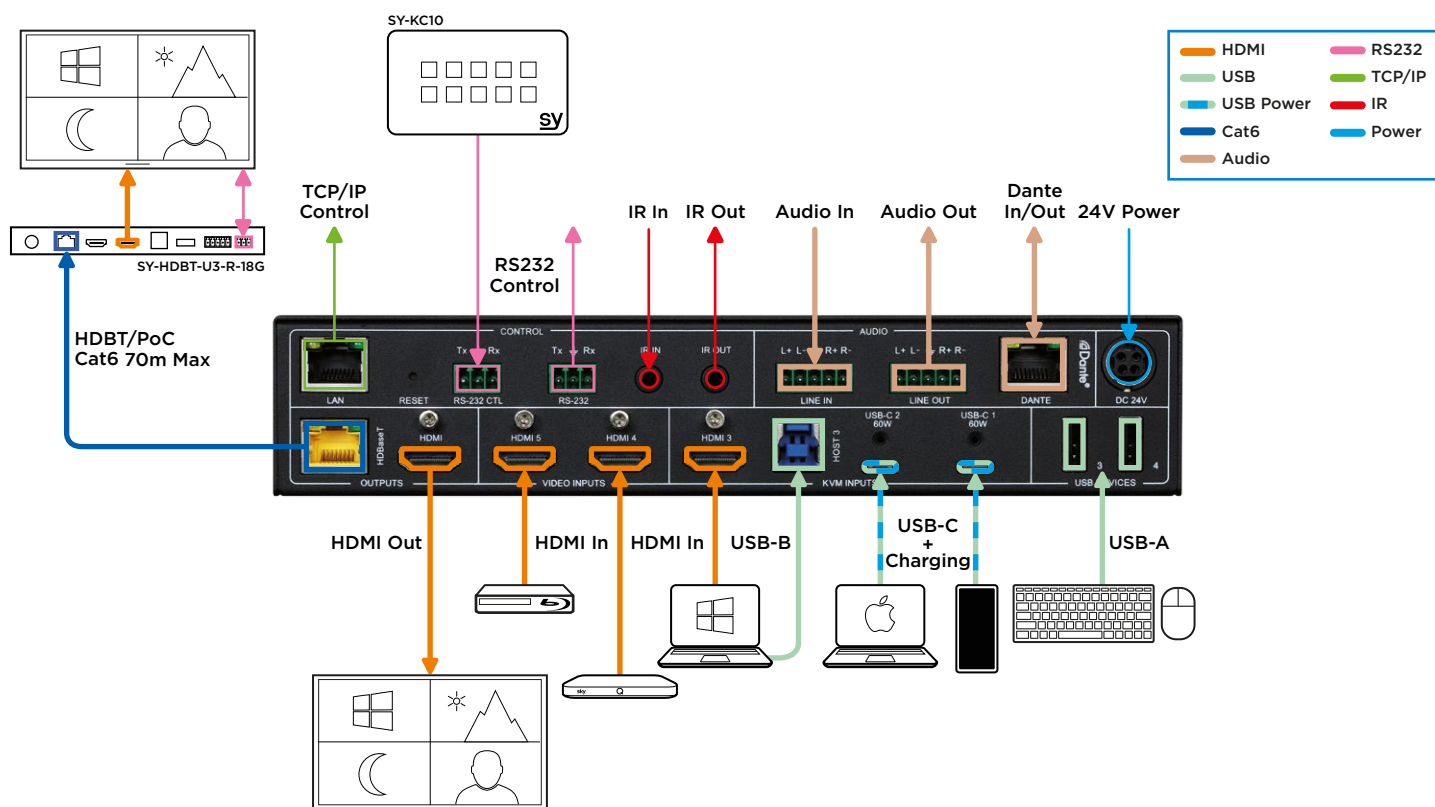 SY-KC10
sy
HDMI
USB
USB Power
Cat6
Audio
RS232
TCP/IP
IR
Power
TCP/IP
Control
RS232
Control
IR In
IR Out
Audio In
Audio Out
Dante
In/Out
24V Power
SY-HDBT-U3-R-18G
HDBT/PoC
Cat6 70m Max
CONTROL
AUDIO
Tx Rx
Tx Rx
IR IN
IR OUT
L+ L- R+ R-
L+ L- R+ R-
Dante
LAN
RESET
RS-232 CTL
RS-232
LINE IN
LINE OUT
DANTE
DC 24V
HDBaseT
HDMI
HDMI 5
HDMI 4
HDMI 3
HOST 3
USB-C 2
60W
USB-C 1
60W
3
4
OUTPUTS
VIDEO INPUTS
KVM INPUTS
USB
HDMI Out
HDMI In
HDMI In
USB-B
USB-C
+
Charging
USB-A
sky
Q